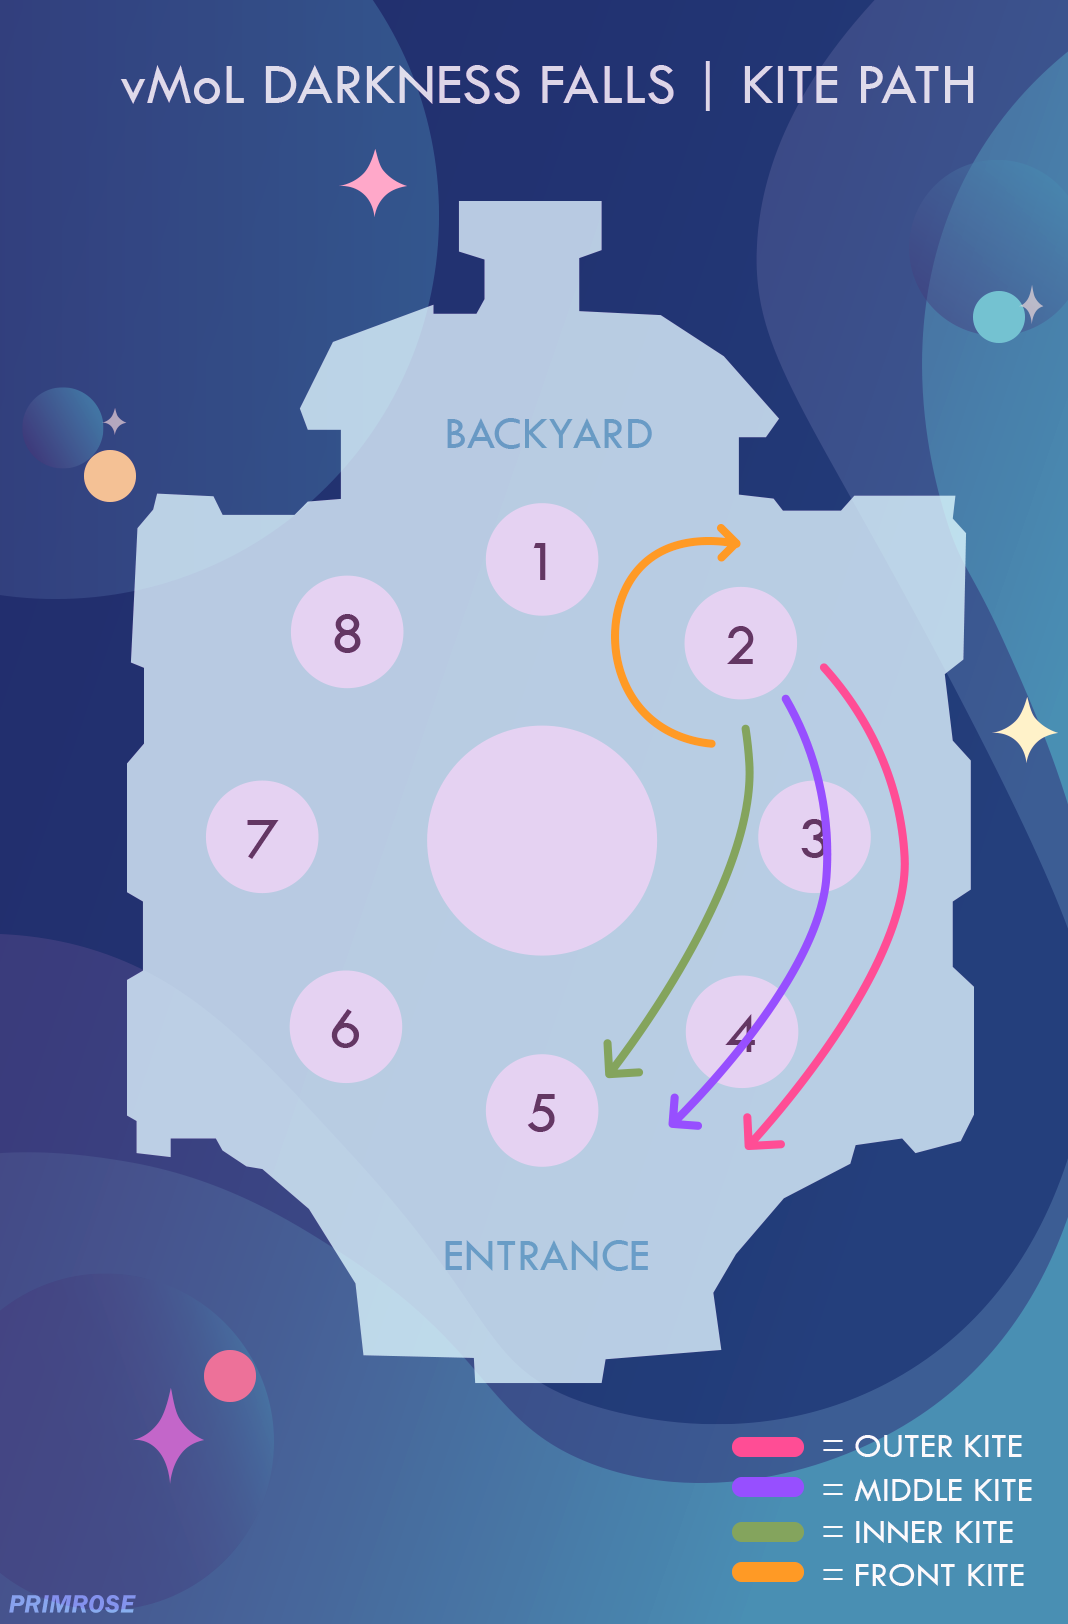 vMoL DARKNESS FALLS | KITE PATH
BACKYARD
1
2
8
3
7
4
6
5
ENTRANCE
= OUTER KITE
= MIDDLE KITE
= INNER KITE
= FRONT KITE
PRIMROSE